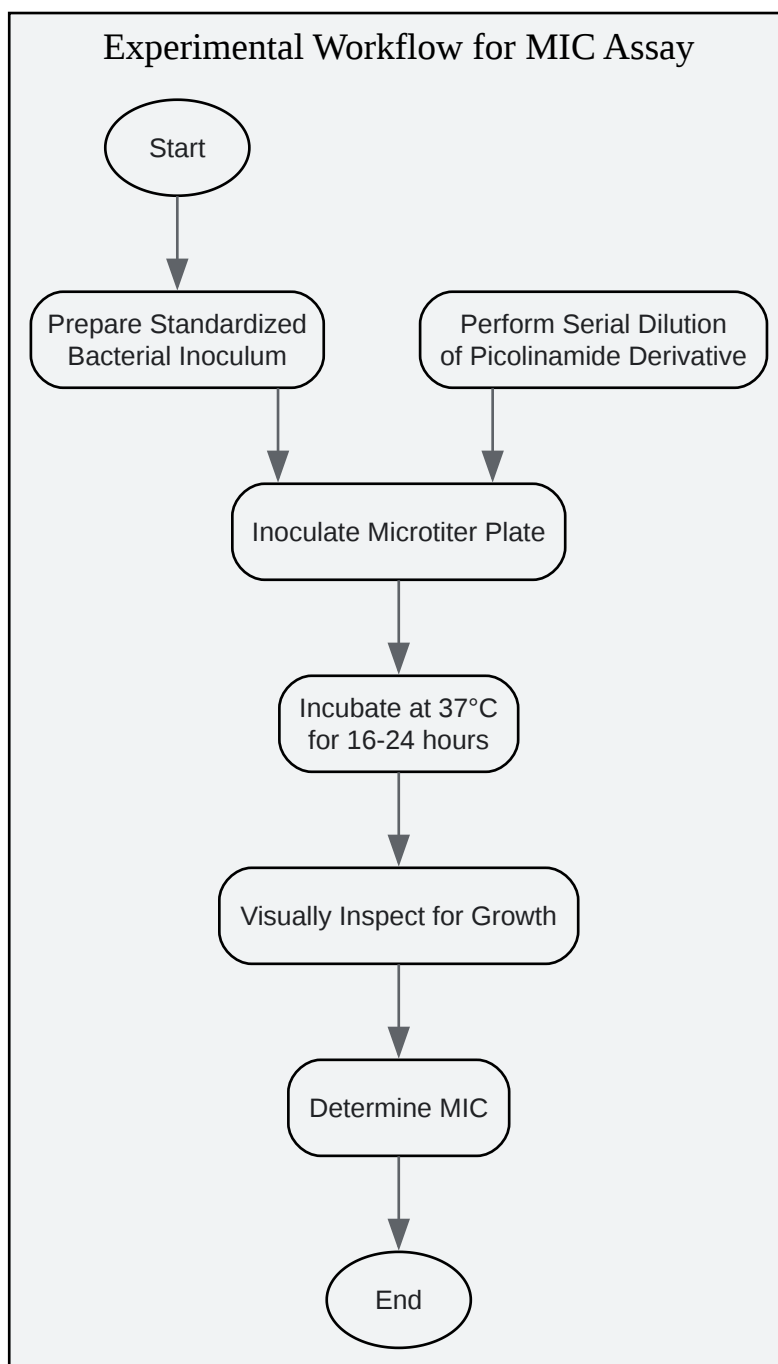 Experimental Workflow for MIC Assay
Start
Prepare Standardized
Bacterial Inoculum
Perform Serial Dilution
of Picolinamide Derivative
Inoculate Microtiter Plate
Incubate at 37°C
for 16-24 hours
Visually Inspect for Growth
Determine MIC
End